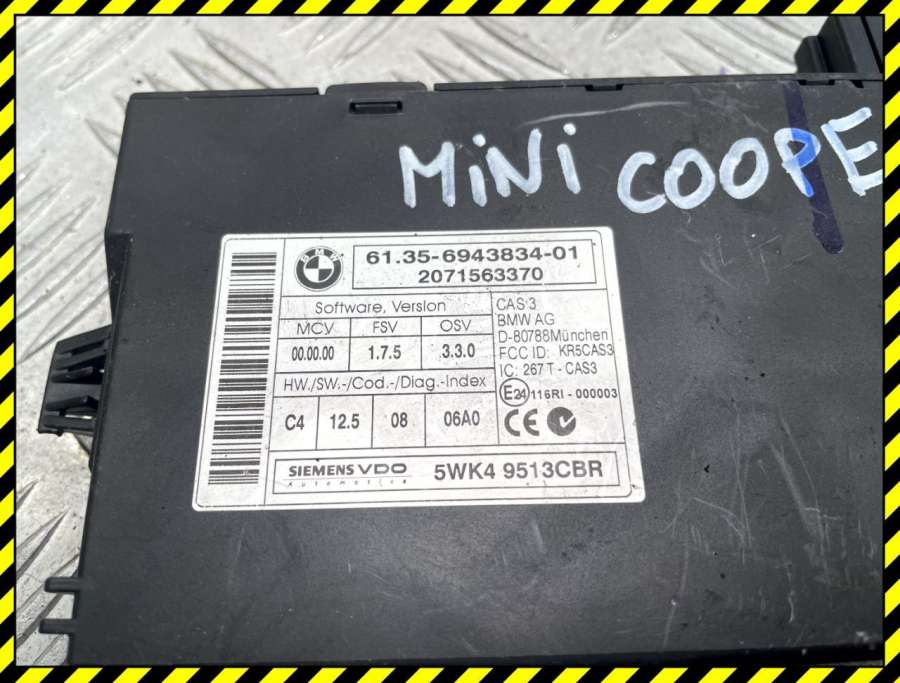 MiNi COOPE
BMW
61.35-6943834-01
2071563370
Software, Version
MCV FSV OSV
00.00.00 1.7.5 3.3.0
HW./SW.-/Cod.-/Diag.-Index
C4 12.5 08 06A0
CAS 3
BMW AG
D-80788München
FCC ID: KR5CAS3
IC: 267 T - CAS3
E24 116RI - 000003
CE
SIEMENS VDO
Automotive
5WK4 9513CBR